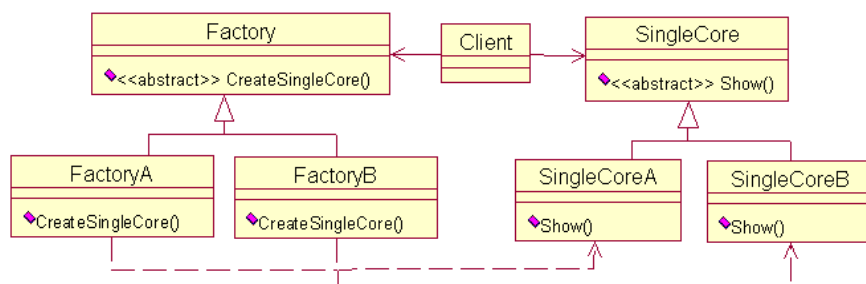 Factory
<<abstract>> CreateSingleCore()
Client
SingleCore
<<abstract>> Show()
FactoryA
CreateSingleCore()
FactoryB
CreateSingleCore()
SingleCoreA
Show()
SingleCoreB
Show()